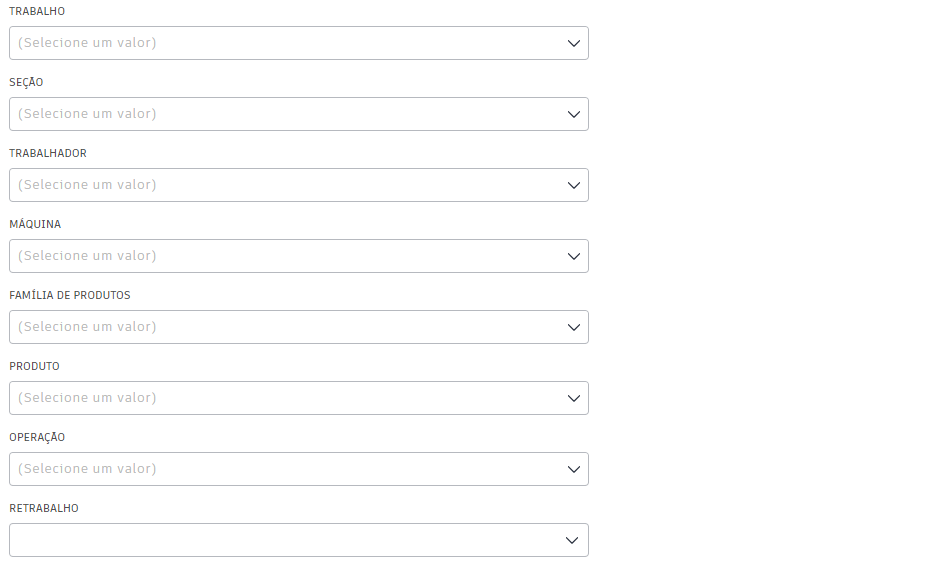 TRABALHO
(Selecione um valor)
SEÇÃO
(Selecione um valor)
TRABALHADOR
(Selecione um valor)
MÁQUINA
(Selecione um valor)
FAMÍLIA DE PRODUTOS
(Selecione um valor)
PRODUTO
(Selecione um valor)
OPERAÇÃO
(Selecione um valor)
RETRABALHO